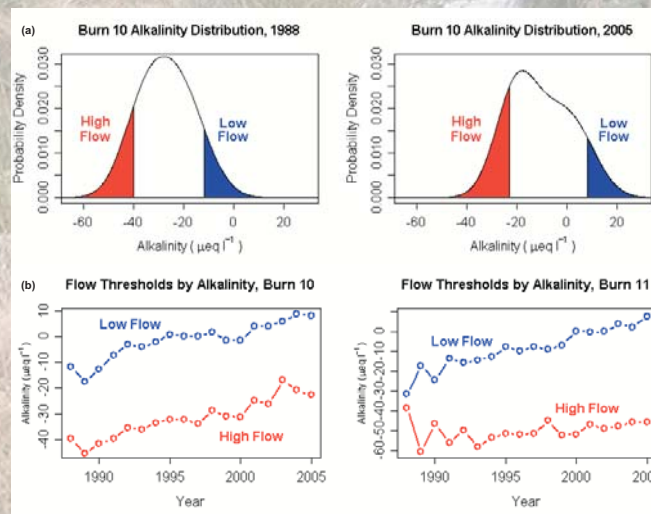 (a)
Burn 10 Alkalinity Distribution, 1988
Probability Density
0.000 0.010 0.020 0.030
High
Flow
Low
Flow
-60 -40 -20 0 20
Alkalinity ( µeq l⁻¹ )
Burn 10 Alkalinity Distribution, 2005
Probability Density
0.000 0.010 0.020 0.030
High
Flow
Low
Flow
-60 -40 -20 0 20
Alkalinity ( µeq l⁻¹ )
(b)
Flow Thresholds by Alkalinity, Burn 10
Alkalinity (µeq l⁻¹)
-40 -30 -20 -10 0 10
Low Flow
High Flow
1990 1995 2000 2005
Year
Flow Thresholds by Alkalinity, Burn 11
Alkalinity (µeq l⁻¹)
-60 -50 -40 -30 -20 -10 0
Low Flow
High Flow
1990 1995 2000 2005
Year